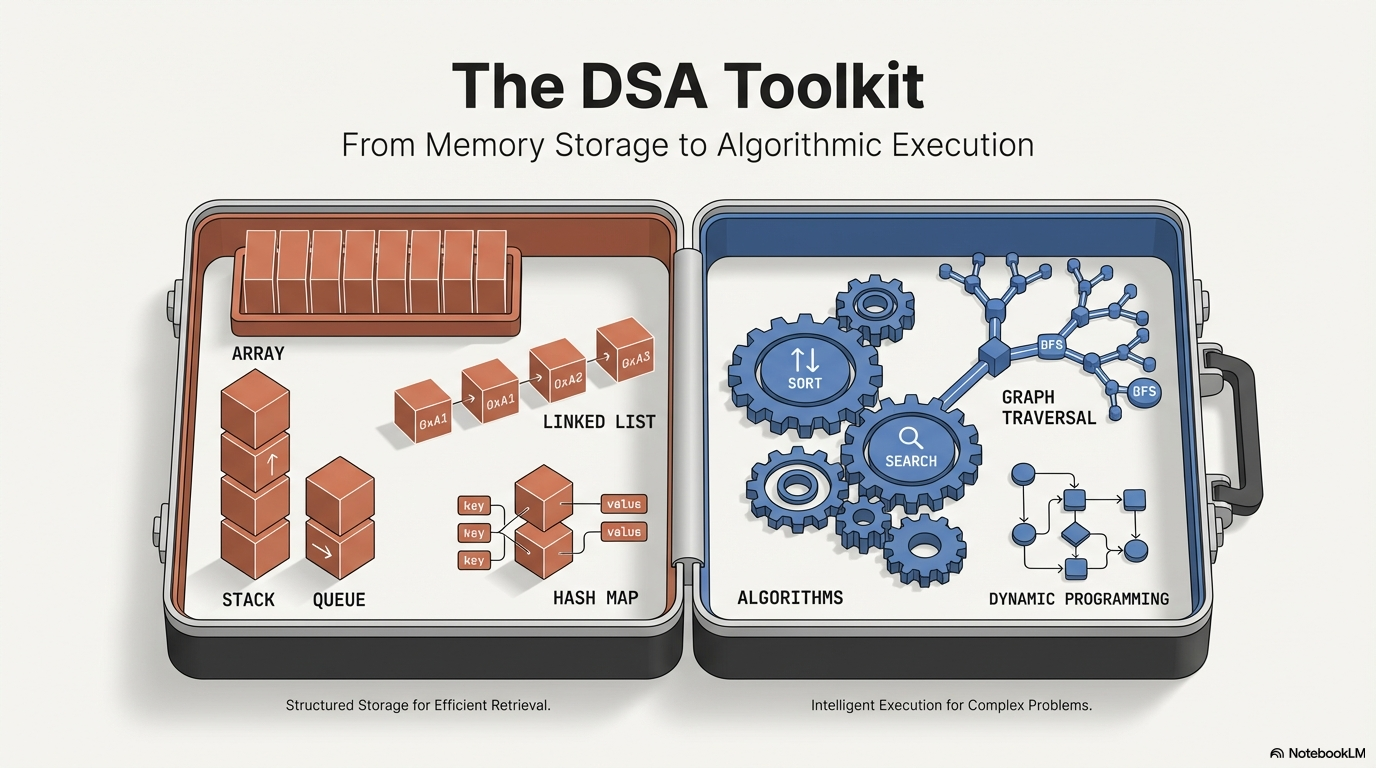 The DSA Toolkit
From Memory Storage to Algorithmic Execution
ARRAY
0xA1
0xA1
0xA2
0xA3
LINKED LIST
STACK
QUEUE
key
key
key
value
value
HASH MAP
SORT
SEARCH
ALGORITHMS
BFS
BFS
GRAPH
TRAVERSAL
DYNAMIC PROGRAMMING
Structured Storage for Efficient Retrieval.
Intelligent Execution for Complex Problems.
NotebookLM